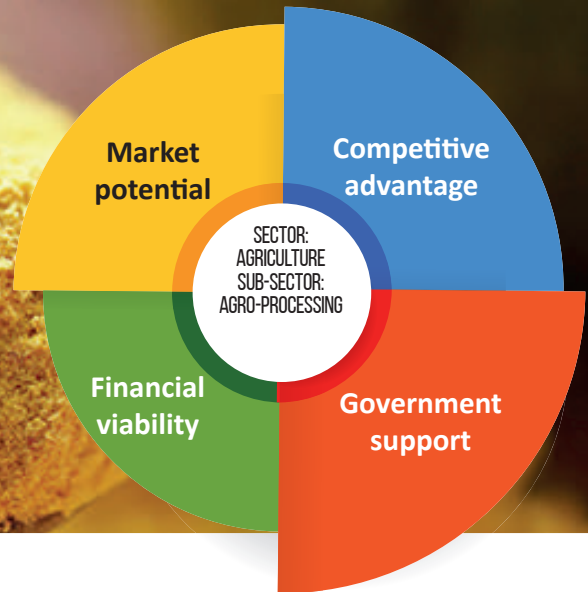 Market
potential
Competitive
advantage
SECTOR:
AGRICULTURE
SUB-SECTOR:
AGRO-PROCESSING
Financial
viability
Government
support